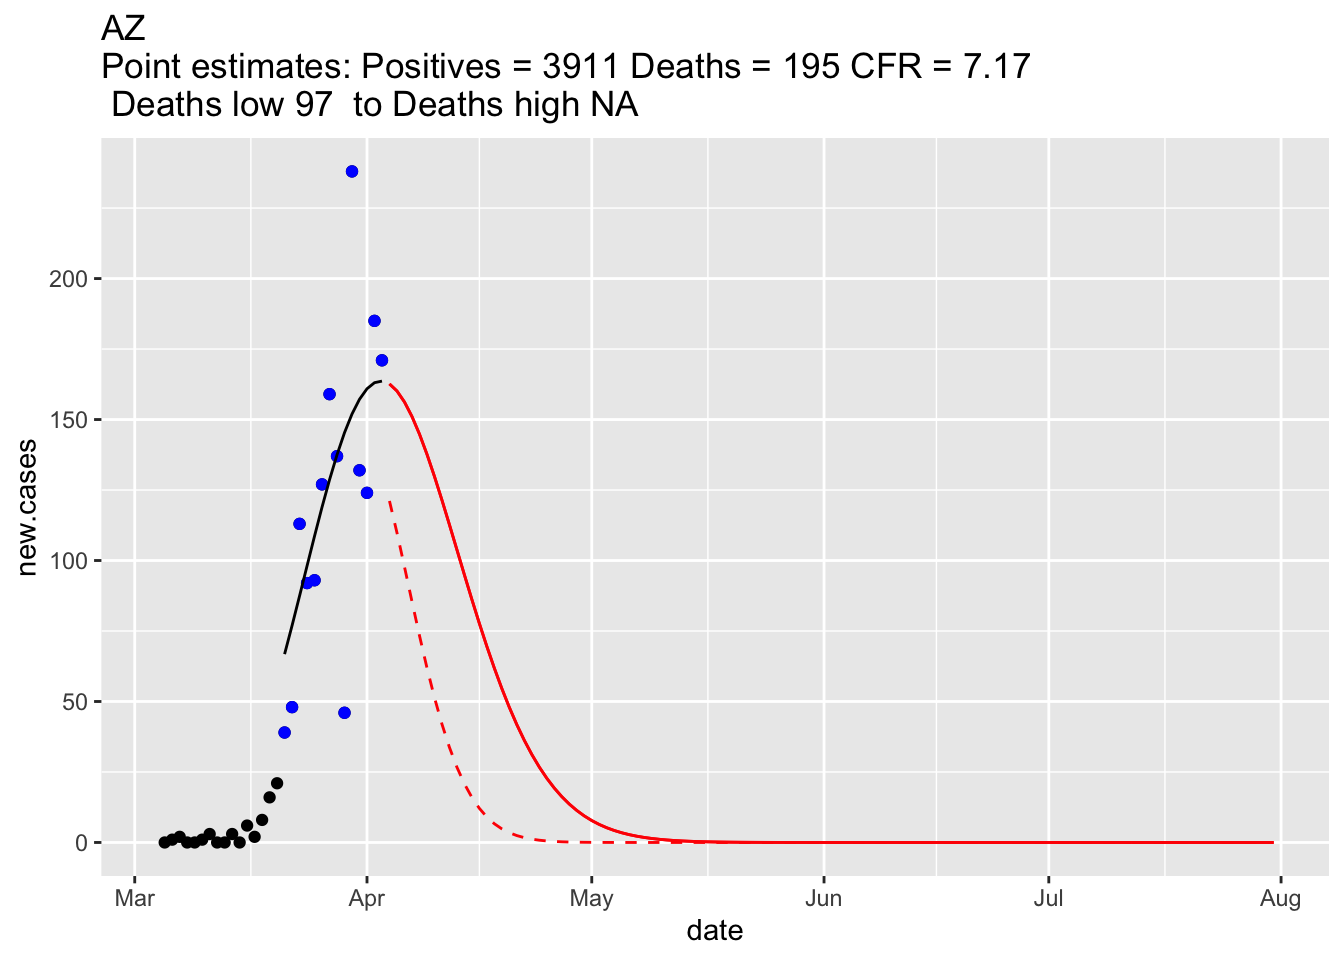 AZ
Point estimates: Positives = 3911 Deaths = 195 CFR = 7.17
Deaths low 97  to Deaths high NA
200
150
100
50
0
new.cases
Mar Apr May Jun Jul Aug
date